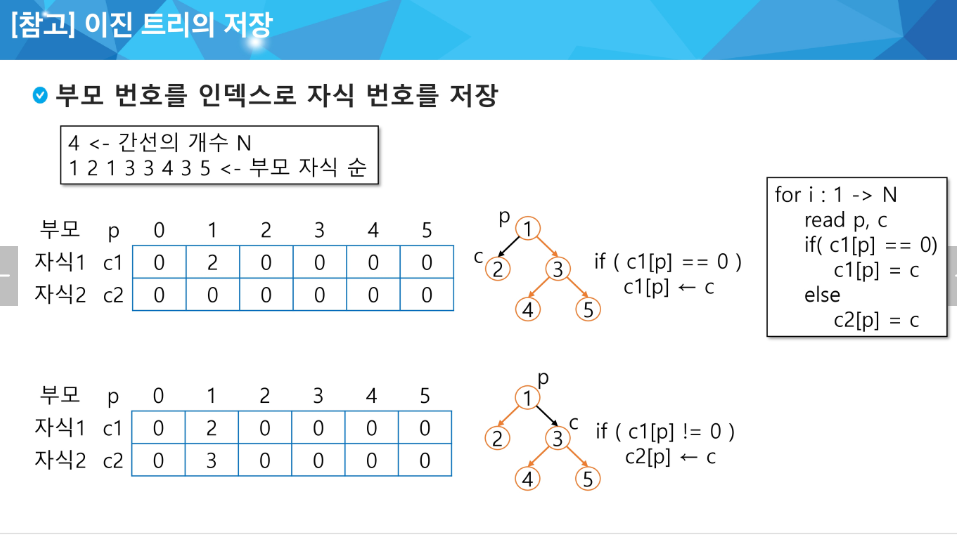 [참고] 이진 트리의 저장
부모 번호를 인덱스로 자식 번호를 저장
4 <- 간선의 개수 N
1 2 1 3 3 4 3 5 <- 부모 자식 순
for i : 1 -> N
read p, c
if( c1[p] == 0)
c1[p] = c
else
c2[p] = c
부모 p 0 1 2 3 4 5
자식1 c1 0 2 0 0 0 0
자식2 c2 0 0 0 0 0 0
p 1
c 2 3
4 5
if ( c1[p] == 0 )
c1[p] ← c
부모 p 0 1 2 3 4 5
자식1 c1 0 2 0 0 0 0
자식2 c2 0 3 0 0 0 0
p
1
2 3 c
4 5
if ( c1[p] != 0 )
c2[p] ← c